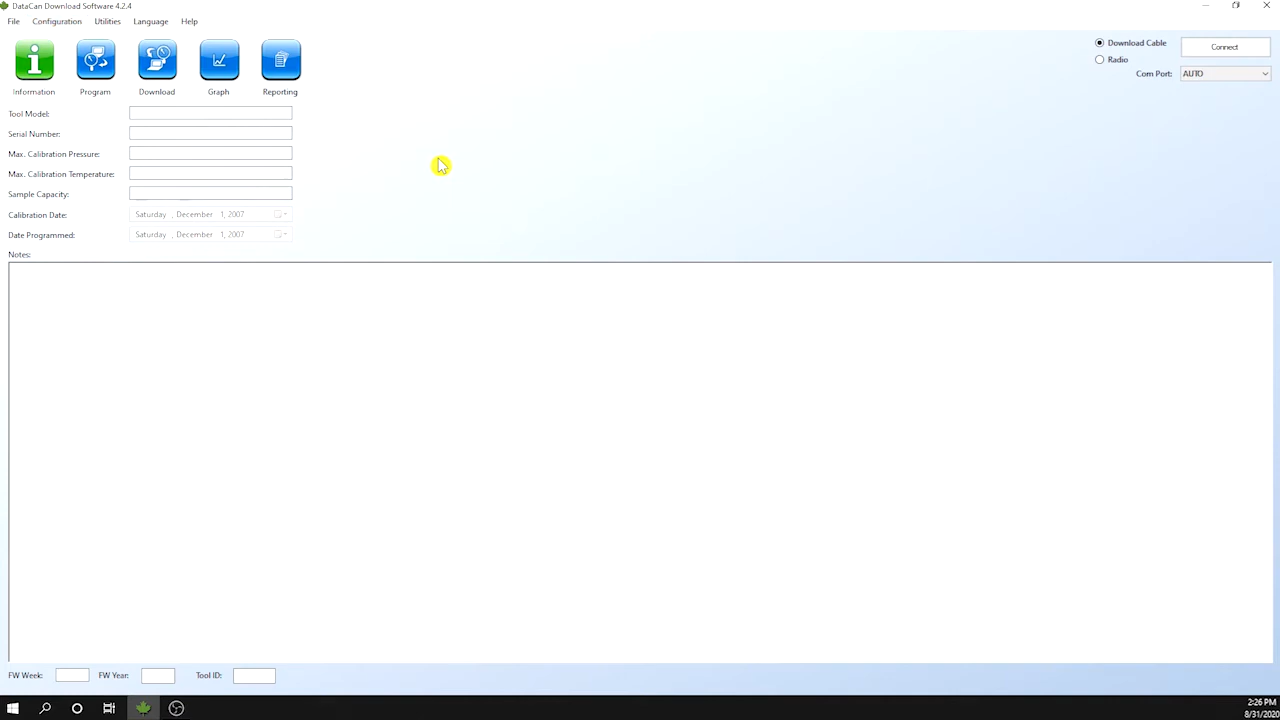 DataCan Download Software 4.2.4
File Configuration Utilities Language Help
Information Program Download Graph Reporting
Download Cable
Connect
Radio
Com Port: AUTO
Tool Model:
Serial Number:
Max. Calibration Pressure:
Max. Calibration Temperature:
Sample Capacity:
Calibration Date: Saturday , December 1, 2007
Date Programmed: Saturday , December 1, 2007
Notes:
FW Week: FW Year: Tool ID:
2:26 PM
8/31/2020